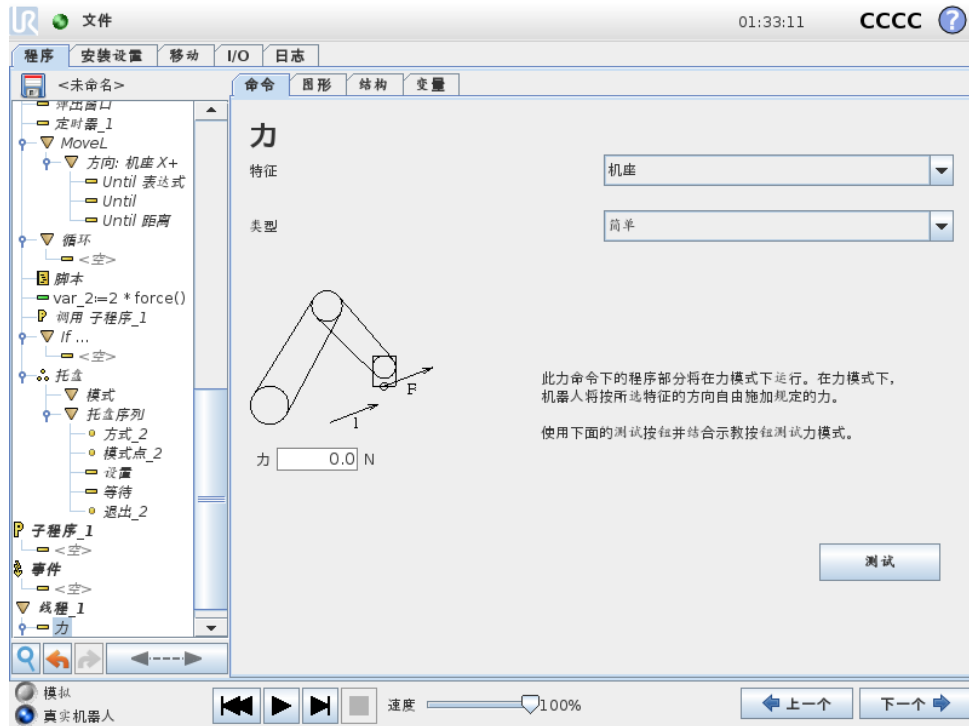 UR 文件 01:33:11 CCCC ?
程序 安装设置 移动 I/O 日志
<未命名>
命令 图形 结构 变量
弹出窗口
定时器_1
MoveL
方向: 机座 X+
Until 表达式
Until
Until 距离
循环
<空>
脚本
var_2:=2 * force()
P 调用 子程序_1
If ...
<空>
托盘
模式
托盘序列
方式_2
模式点_2
设置
等待
退出_2
P 子程序_1
<空>
事件
<空>
线程_1
力
力
特征
机座
类型
简单
F
1
力 0.0 N
此力命令下的程序部分将在力模式下运行。在力模式下，
机器人将按所选特征的方向自由施加规定的力。
使用下面的测试按钮并结合示教按钮测试力模式。
测试
模拟
真实机器人
速度 100%
上一个
下一个